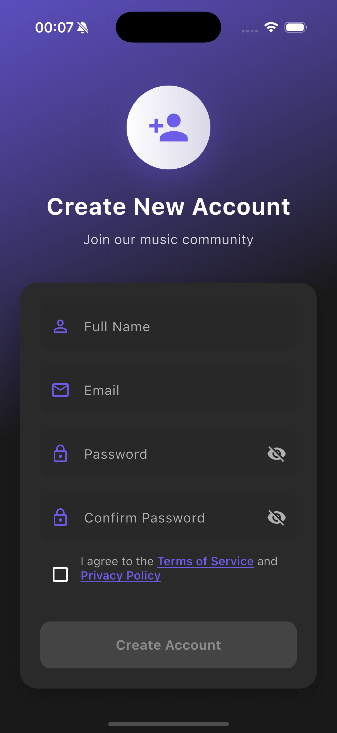 00:07
Create New Account
Join our music community
Full Name
Email
Password
Confirm Password
I agree to the Terms of Service and
Privacy Policy
Create Account